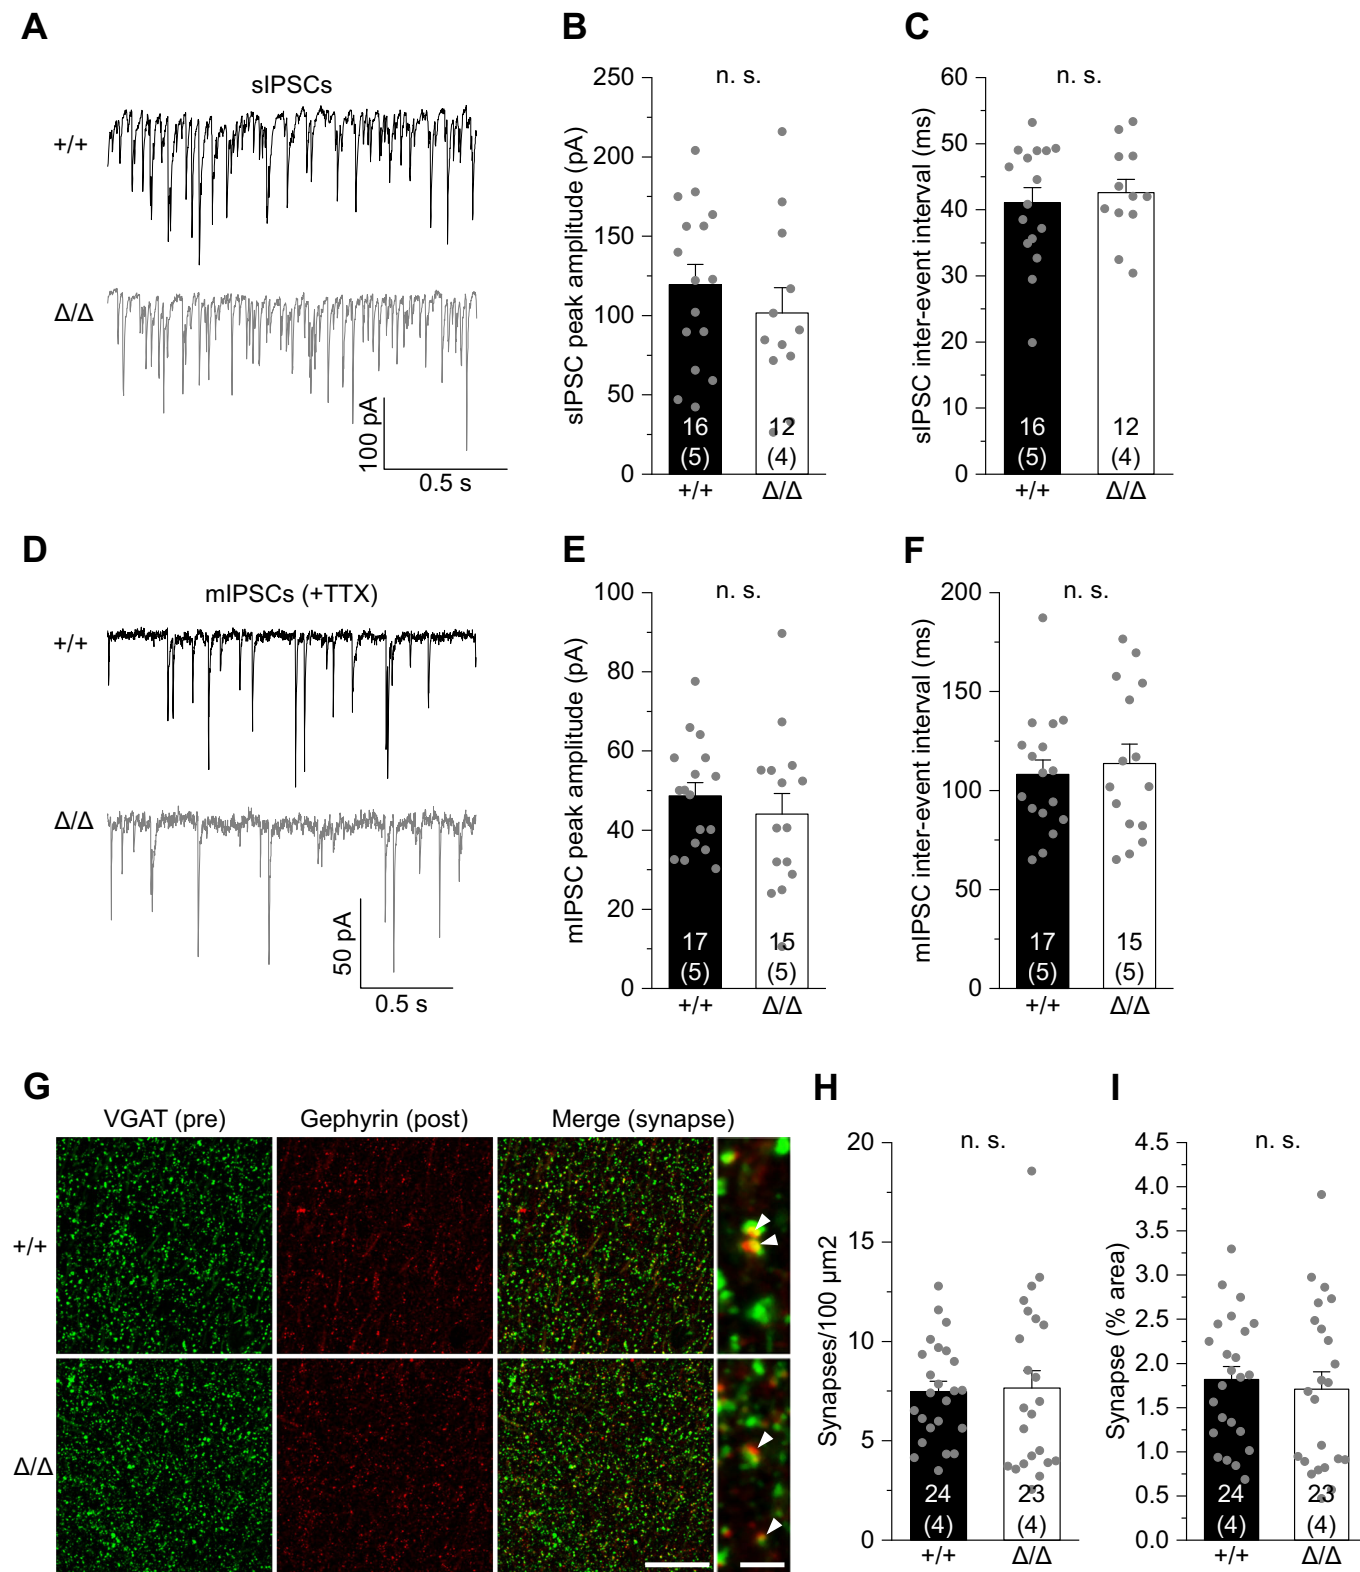 A
sIPSCs
+/+
Δ/Δ
100 pA
0.5 s
B
n. s.
sIPSC peak amplitude (pA)
250
200
150
100
50
0
16
(5)
12
(4)
+/+
Δ/Δ
C
n. s.
sIPSC inter-event interval (ms)
60
50
40
30
20
10
0
16
(5)
12
(4)
+/+
Δ/Δ
D
mIPSCs (+TTX)
+/+
Δ/Δ
50 pA
0.5 s
E
n. s.
mIPSC peak amplitude (pA)
100
80
60
40
20
0
17
(5)
15
(5)
+/+
Δ/Δ
F
n. s.
mIPSC inter-event interval (ms)
200
150
100
50
0
17
(5)
15
(5)
+/+
Δ/Δ
G
VGAT (pre)
Gephyrin (post)
Merge (synapse)
+/+
Δ/Δ
H
n. s.
Synapses/100 µm2
20
15
10
5
0
24
(4)
23
(4)
+/+
Δ/Δ
I
n. s.
Synapse (% area)
4.5
4.0
3.5
3.0
2.5
2.0
1.5
1.0
0.5
0.0
24
(4)
23
(4)
+/+
Δ/Δ